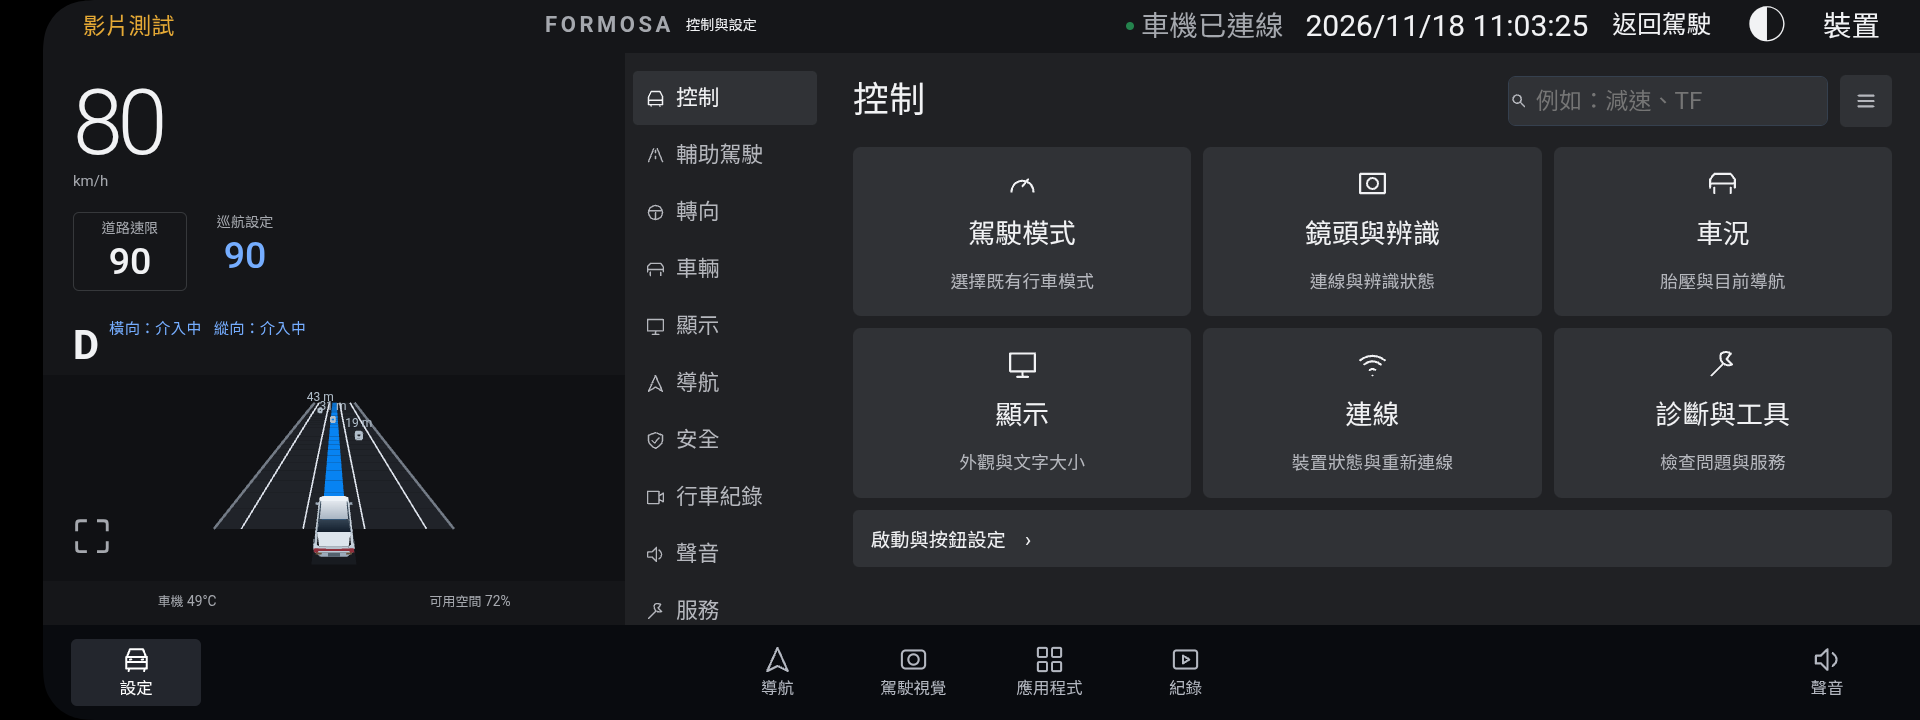 影片測試
FORMOSA 控制與設定
車機已連線 2026/11/18 11:03:25 返回駕駛 裝置
80
km/h
道路速限
90
巡航設定
90
D 橫向：介入中 縱向：介入中
43 m
19 m
車機 49°C
可用空間 72%
控制
輔助駕駛
轉向
車輛
顯示
導航
安全
行車紀錄
聲音
服務
控制
例如：減速、TF
駕駛模式
選擇既有行車模式
鏡頭與辨識
連線與辨識狀態
車況
胎壓與目前導航
顯示
外觀與文字大小
連線
裝置狀態與重新連線
診斷與工具
檢查問題與服務
啟動與按鈕設定 ›
設定
導航
駕駛視覺
應用程式
紀錄
聲音